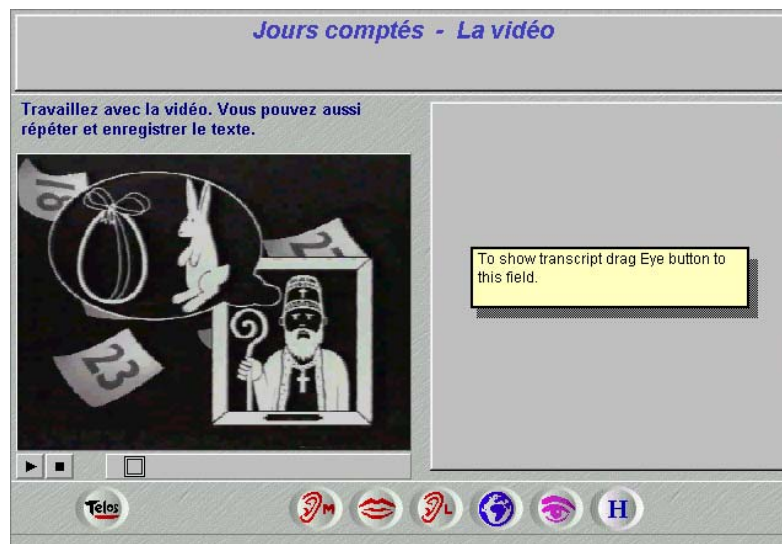 Jours comptés - La vidéo
Travaillez avec la vidéo. Vous pouvez aussi
répéter et enregistrer le texte.
18
27
23
To show transcript drag Eye button to
this field.
Telos
M
L
H